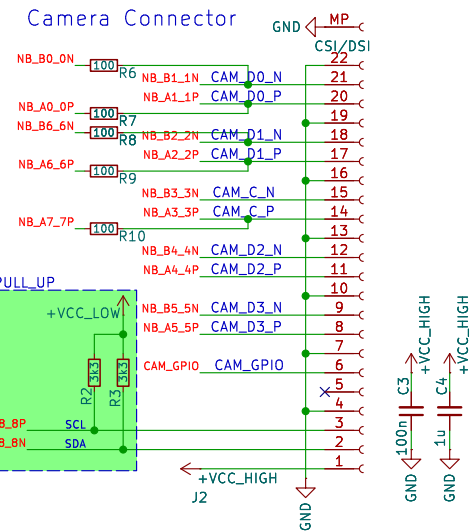 Camera Connector
GND
MP
CSI/DSI
NB_B0_0N
100
R6
22
NB_B1_1N
CAM_D0_N
21
NB_A1_1P
CAM_D0_P
20
NB_A0_0P
100
R7
19
NB_B6_6N
100
R8
NB_B2_2N
CAM_D1_N
18
NB_A2_2P
CAM_D1_P
17
NB_A6_6P
100
R9
16
NB_B3_3N
CAM_C_N
15
NB_A3_3P
CAM_C_P
14
NB_A7_7P
100
R10
13
NB_B4_4N
CAM_D2_N
12
NB_A4_4P
CAM_D2_P
11
PULL_UP
10
+VCC_LOW
NB_B5_5N
CAM_D3_N
9
NB_A5_5P
CAM_D3_P
8
7
CAM_GPIO
CAM_GPIO
6
R2
3k3
R3
3k3
5
4
B_8P
SCL
3
B_8N
SDA
2
+VCC_HIGH
1
J2
GND
+VCC_HIGH
C3
100n
GND
+VCC_HIGH
C4
1u
GND